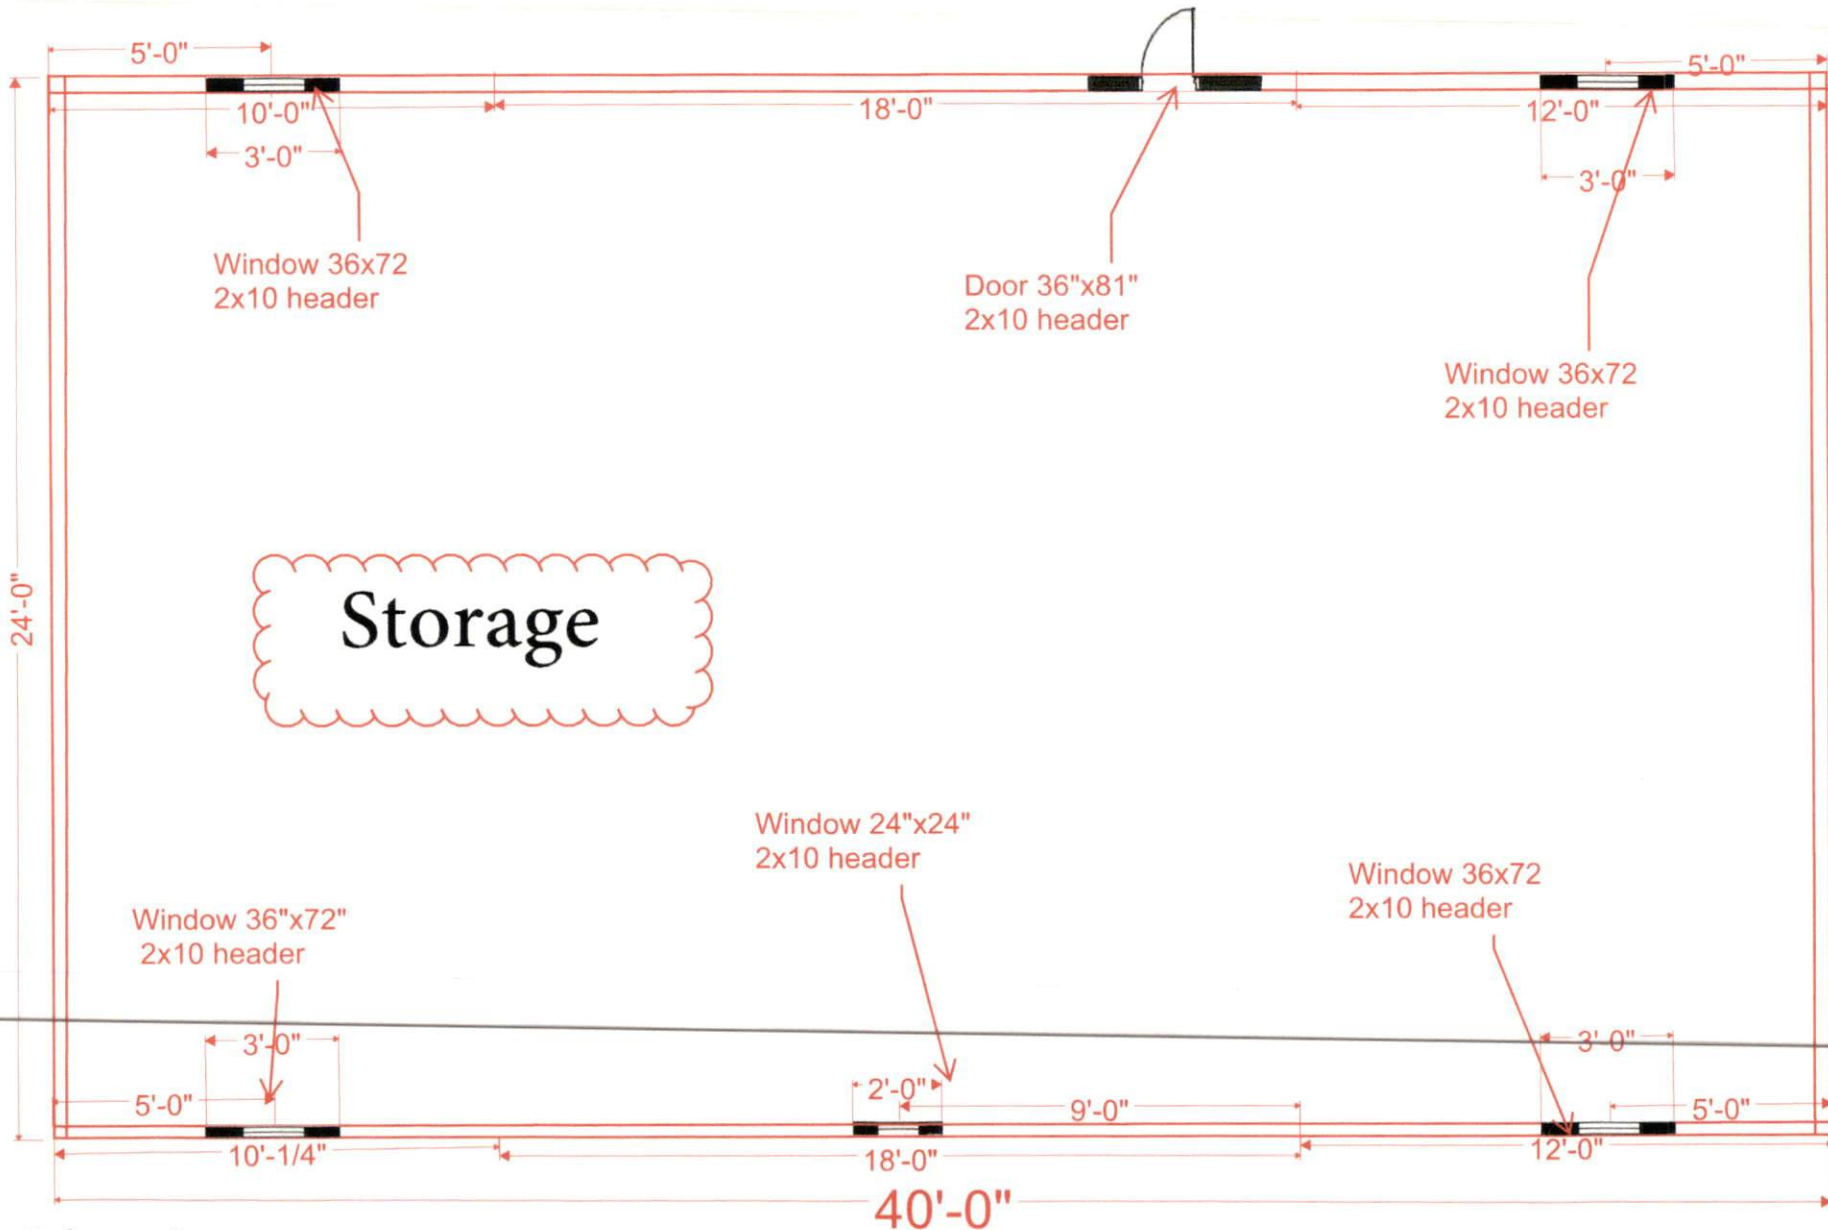 5'-0"
5'-0"
10'-0"
18'-0"
12'-0"
3'-0"
3'-0"
Window 36x72
2x10 header
Door 36"x81"
2x10 header
Window 36x72
2x10 header
24'-0"
Storage
Window 24"x24"
2x10 header
Window 36x72
2x10 header
Window 36"x72"
2x10 header
3'-0"
3'-0"
2'-0"
5'-0"
9'-0"
5'-0"
10'-1/4"
18'-0"
12'-0"
40'-0"